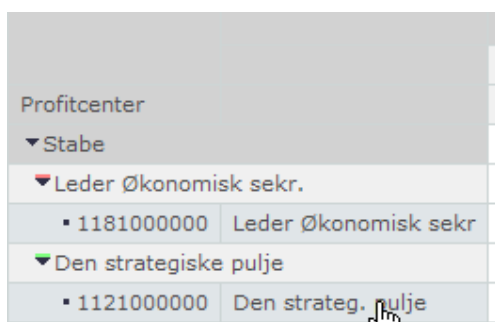 Profitcenter
Stabe
Leder Økonomisk sekr.
1181000000 Leder Økonomisk sekr
Den strategiske pulje
1121000000 Den strateg. pulje